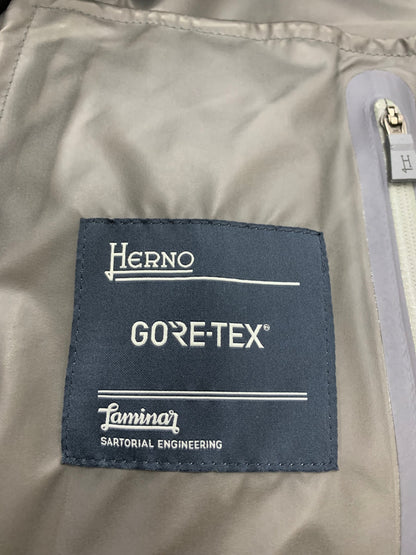 HERNO
GORE-TEX®
Laminar
SARTORIAL ENGINEERING
H